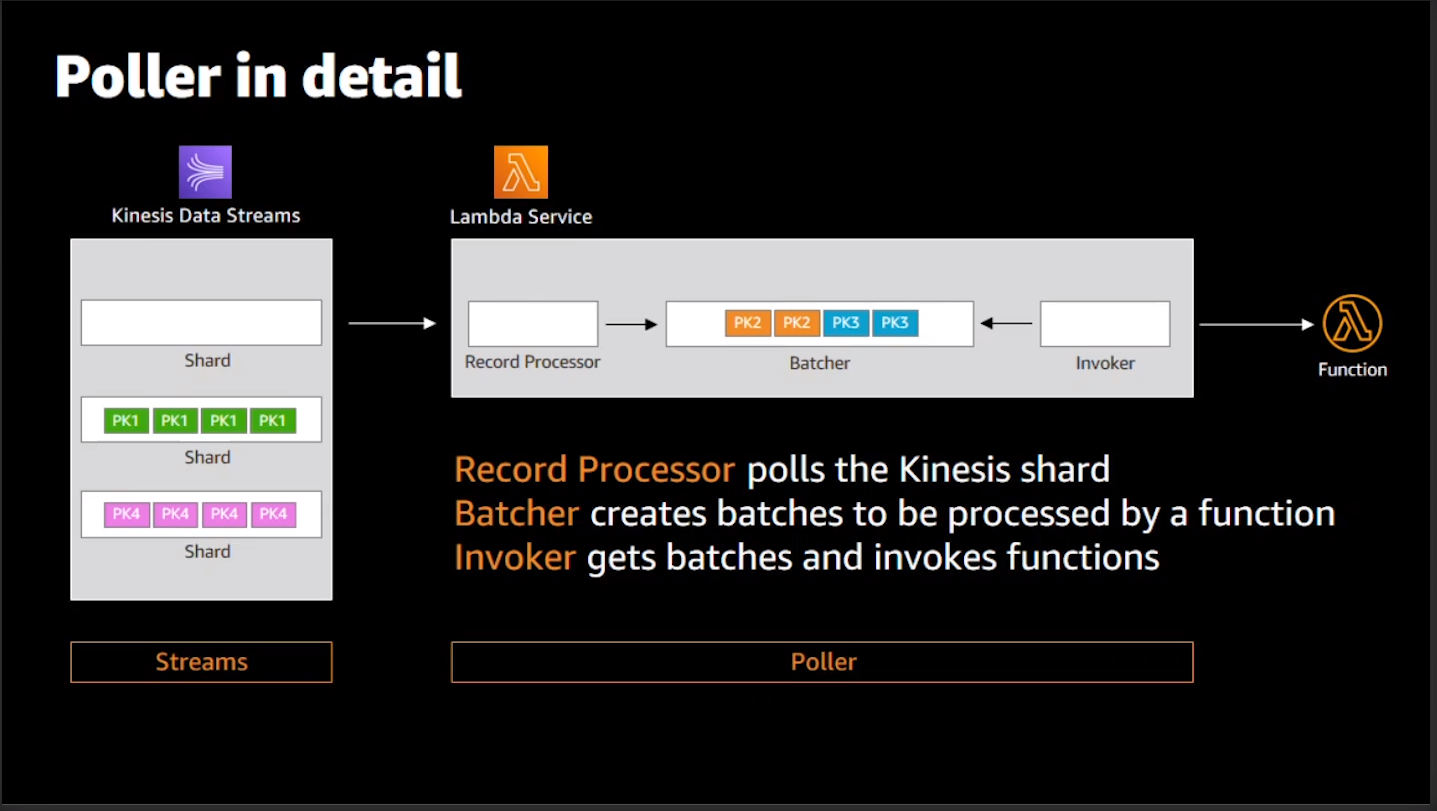 Poller in detail
Kinesis Data Streams
Lambda Service
PK2 PK2 PK3 PK3
Shard
Record Processor
Batcher
Invoker
Function
PK1 PK1 PK1 PK1
Shard
PK4 PK4 PK4 PK4
Shard
Record Processor polls the Kinesis shard
Batcher creates batches to be processed by a function
Invoker gets batches and invokes functions
Streams
Poller